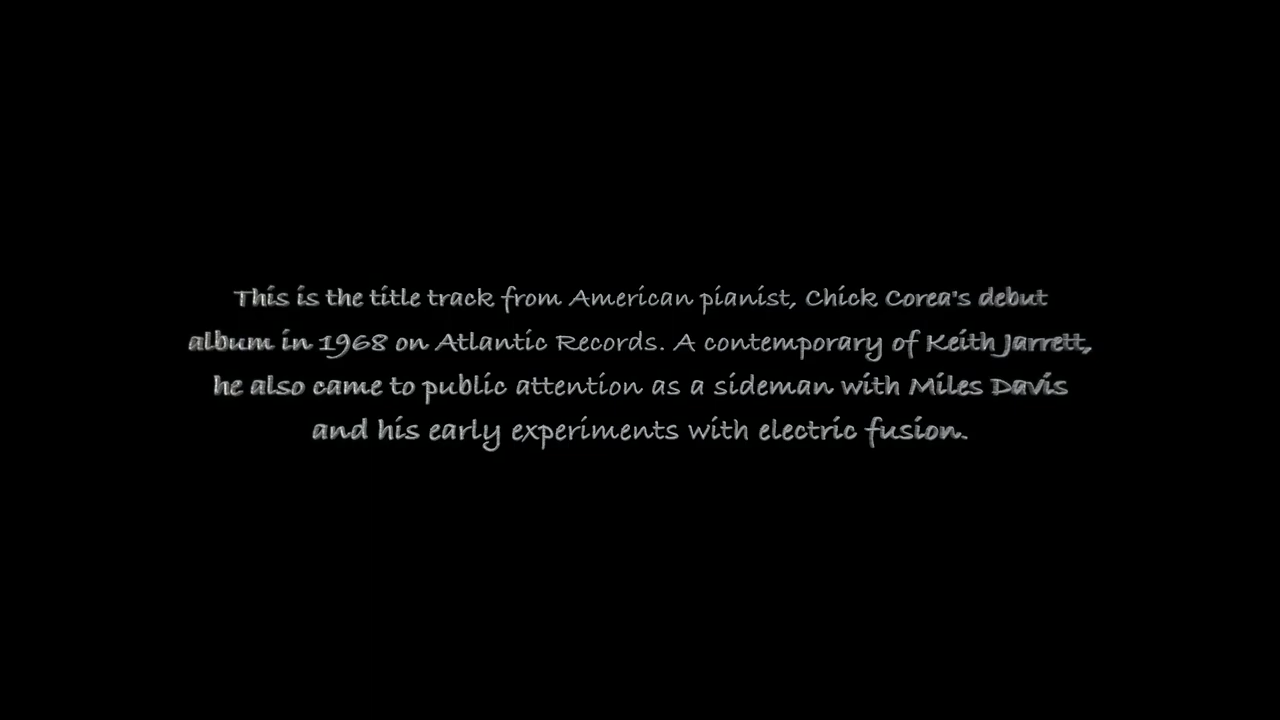 This is the title track from American pianist, Chick Corea's debut
album in 1968 on Atlantic Records. A contemporary of Keith Jarrett,
he also came to public attention as a sideman with Miles Davis
and his early experiments with electric fusion.